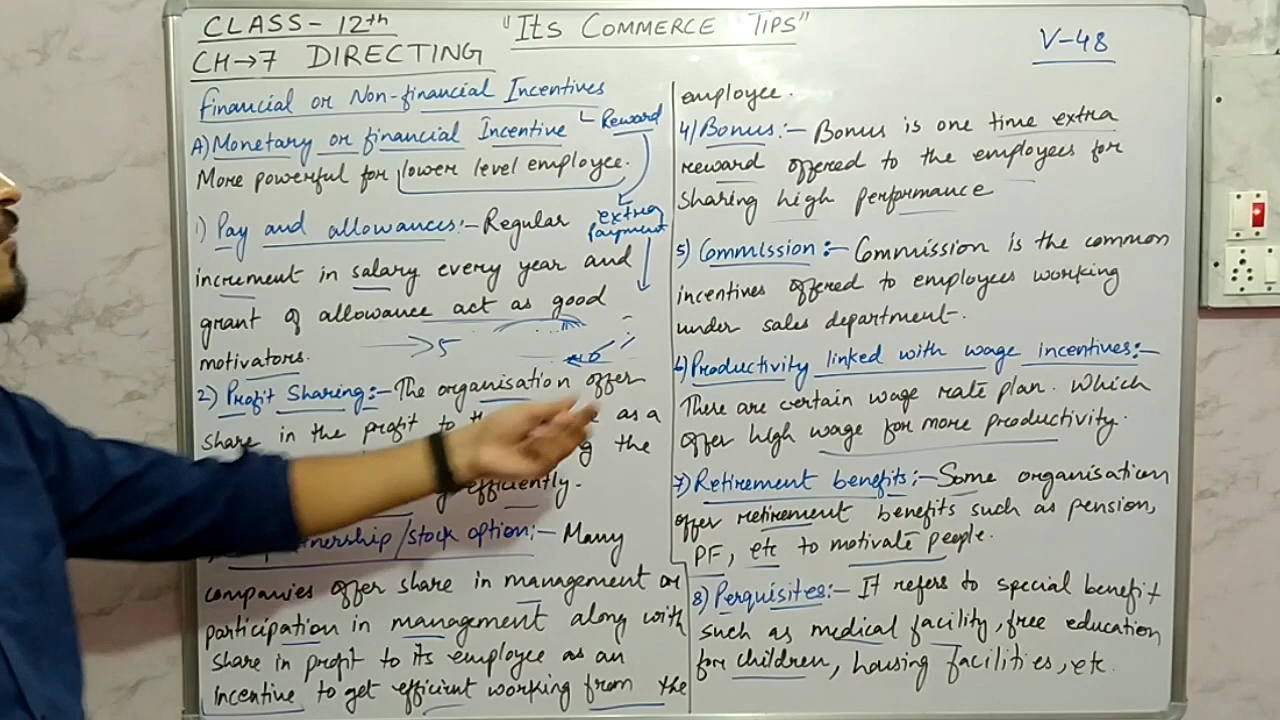 CLASS- 12th
"Its COMMERCE TIPS"
V-48
CH→7 DIRECTING
financial or Non-financial Incentives
Reward
A) Monetary or financial Incentive
More powerful for lower level employee.
extra
payment
1) Pay and allowances:- Regular
increment in salary every year and
grant of allowance act as good
motivators.
5
2) Profit Sharing:- The organisation offer
share in the profit to as a
the
efficiently.
/stock option:- Many
companies offer share in management or
participation in management along with
share in profit to its employee as an
Incentive to get efficient working from the
employee.
4) Bonus:- Bonus is one time extra
reward offered to the employees for
sharing high performance
5) Commission:- Commission is the common
incentives offered to employees working
under sales department.
6) Productivity linked with wage incentives:-
There are certain wage rate plan. Which
offer high wage for more productivity.
7) Retirement benefits:- Some organisation
offer retirement benefits such as pension,
PF, etc to motivate people.
8) Perquisites:- It refers to special benefit
such as medical facility, free education
for children, housing facilities, etc.